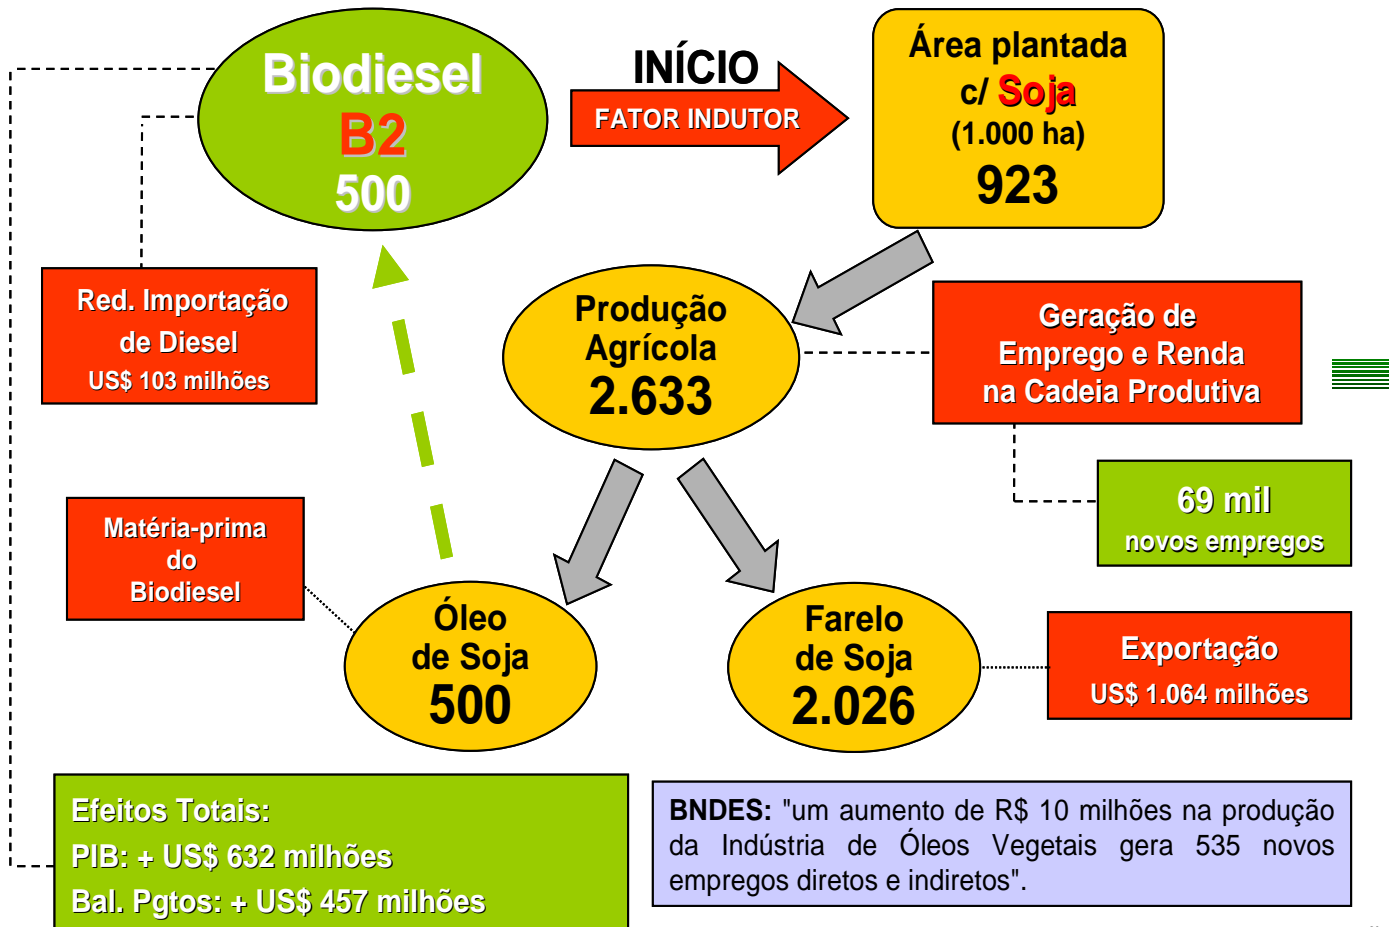 Biodiesel
B2
500
INÍCIO
FATOR INDUTOR
Área plantada
c/ Soja
(1.000 ha)
923
Red. Importação
de Diesel
US$ 103 milhões
Produção
Agrícola
2.633
Geração de
Emprego e Renda
na Cadeia Produtiva
69 mil
novos empregos
Matéria-prima
do
Biodiesel
Óleo
de Soja
500
Farelo
de Soja
2.026
Exportação
US$ 1.064 milhões
Efeitos Totais:
PIB: + US$ 632 milhões
Bal. Pgtos: + US$ 457 milhões
BNDES: "um aumento de R$ 10 milhões na produção
da Indústria de Óleos Vegetais gera 535 novos
empregos diretos e indiretos".